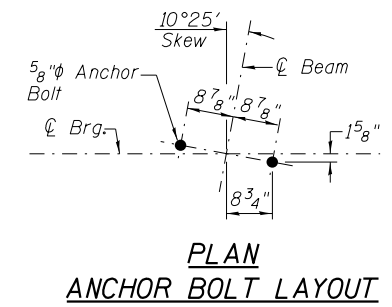 10°25'
Skew
5/8"φ Anchor
Bolt
℄ Beam
8 7/8" 8 7/8"
℄ Brg.
1 5/8"
8 3/4"
PLAN
ANCHOR BOLT LAYOUT